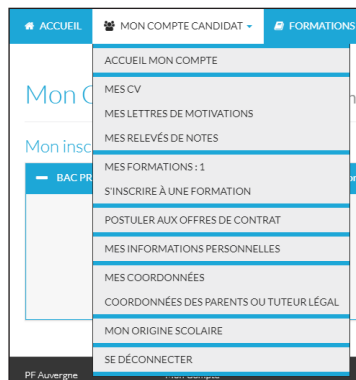 ACCUEIL MON COMPTE CANDIDAT FORMATIONS
ACCUEIL MON COMPTE
Mon
MES CV
MES LETTRES DE MOTIVATIONS
MES RELEVÉS DE NOTES
Mon insc
BAC PR
MES FORMATIONS : 1
S'INSCRIRE À UNE FORMATION
POSTULER AUX OFFRES DE CONTRAT
MES INFORMATIONS PERSONNELLES
MES COORDONNÉES
COORDONNÉES DES PARENTS OU TUTEUR LÉGAL
MON ORIGINE SCOLAIRE
SE DÉCONNECTER
PF Auvergne Mon Compte